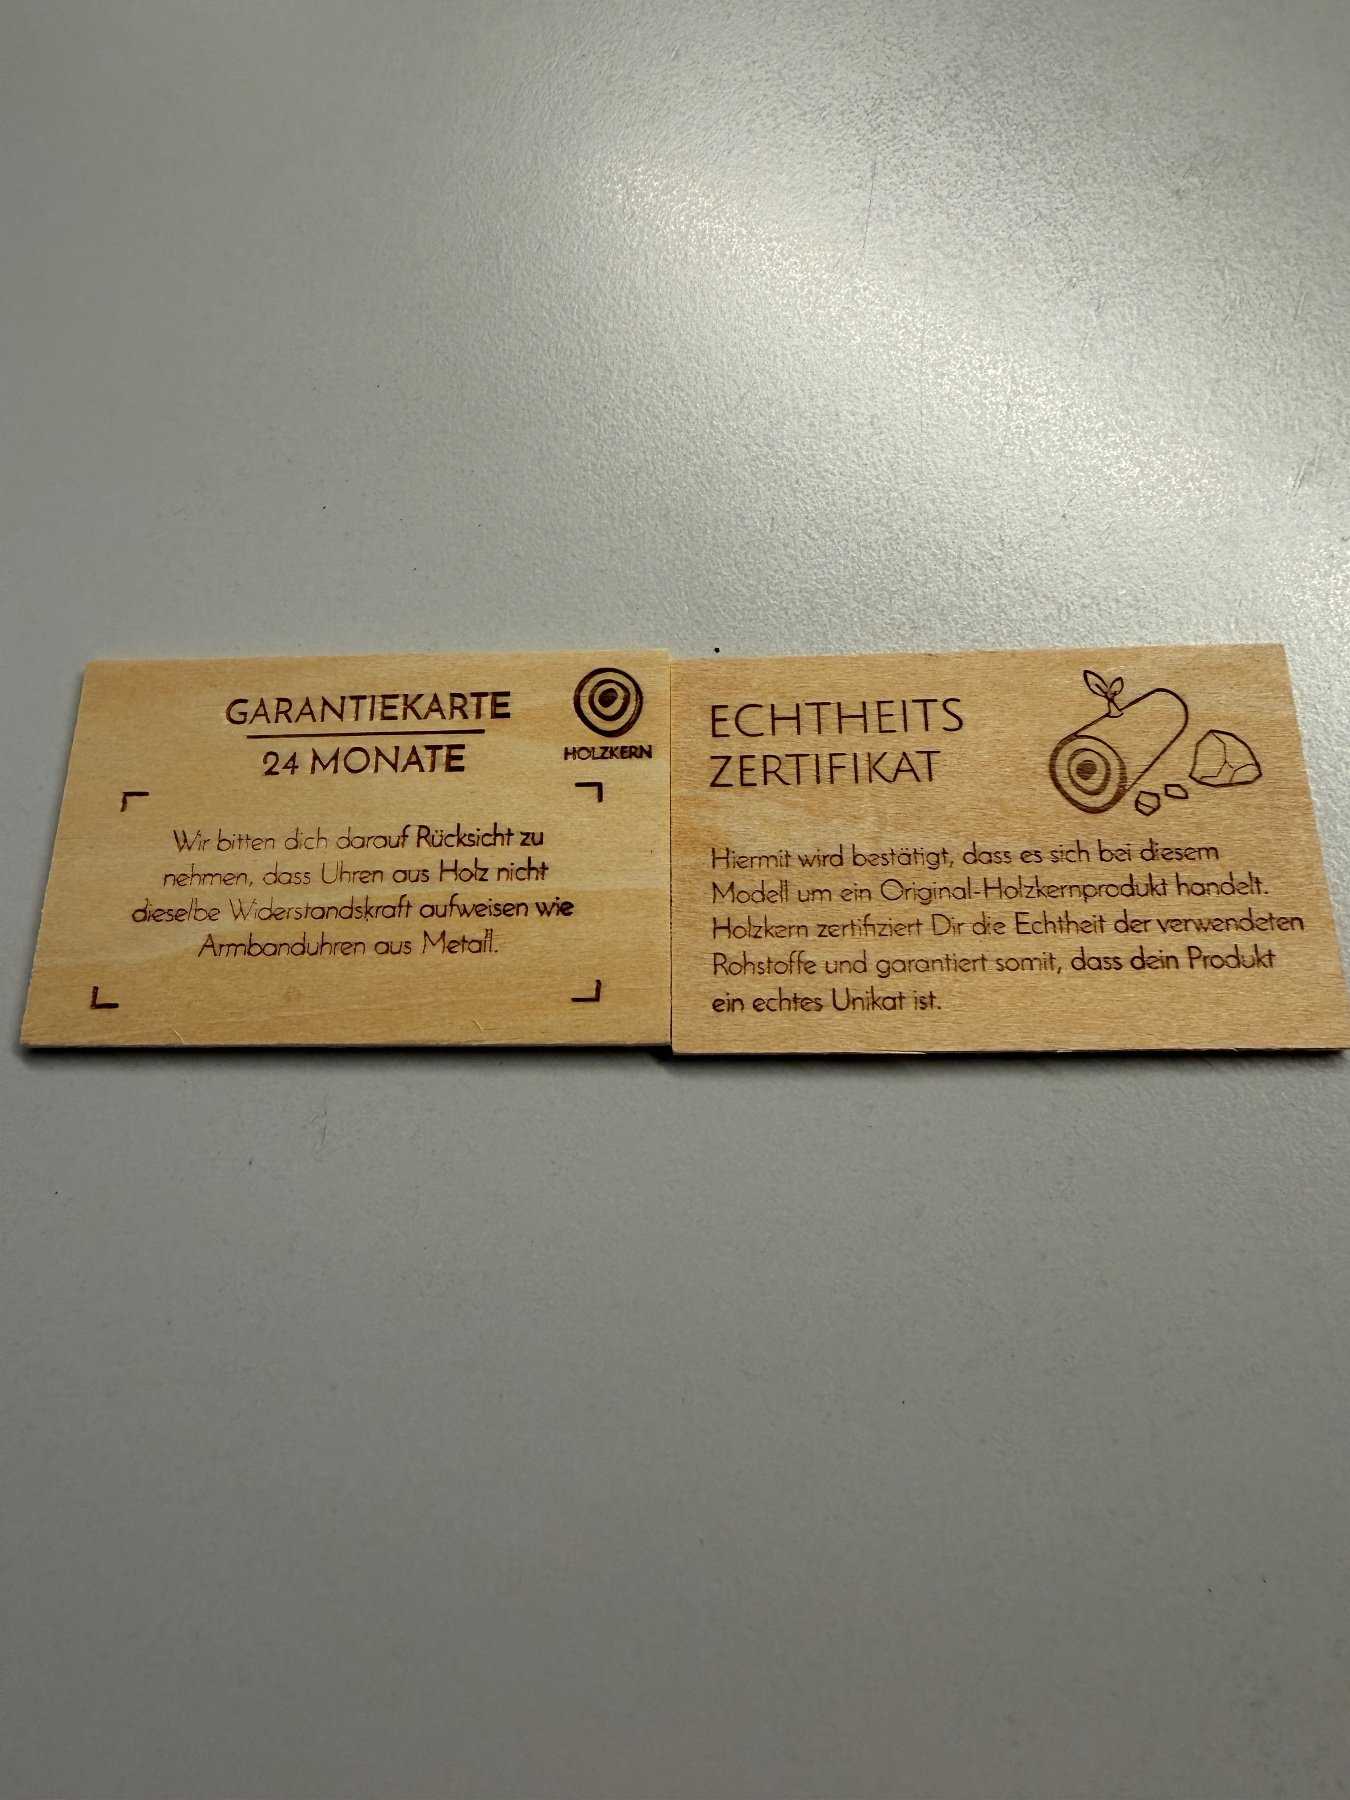 GARANTIEKARTE
24 MONATE
HOLZKERN
Wir bitten dich darauf Rücksicht zu
nehmen, dass Uhren aus Holz nicht
dieselbe Widerstandskraft aufweisen wie
Armbanduhren aus Metall.
ECHTHEITS
ZERTIFIKAT
Hiermit wird bestätigt, dass es sich bei diesem
Modell um ein Original-Holzkernprodukt handelt.
Holzkern zertifiziert Dir die Echtheit der verwendeten
Rohstoffe und garantiert somit, dass dein Produkt
ein echtes Unikat ist.